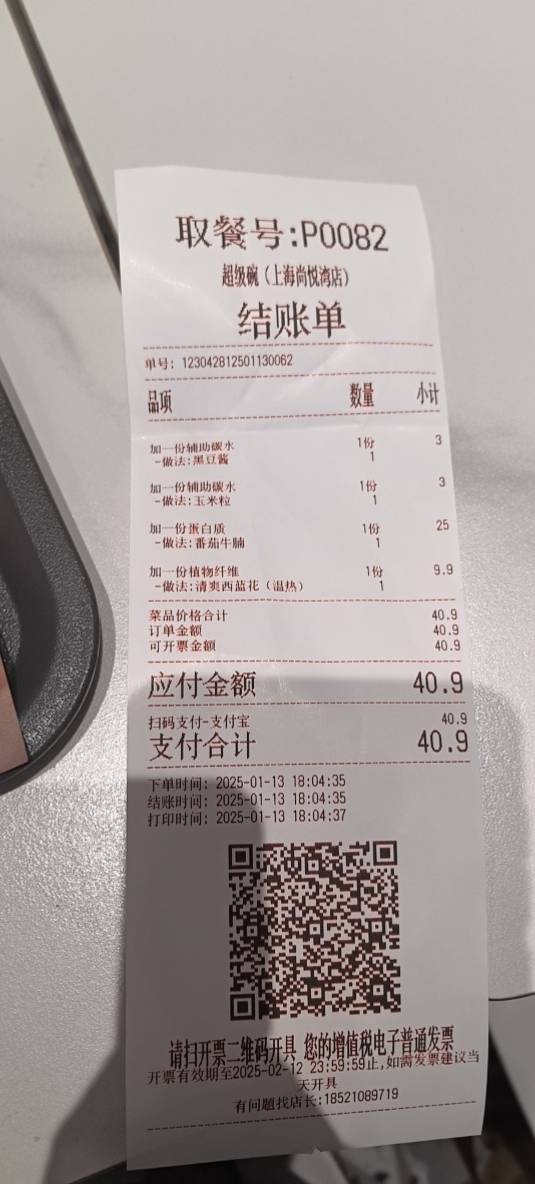 取餐号:P0082
超级碗（上海尚悦湾店）
结账单
单号: 123042812501130062
品项 数量 小计
加一份辅助碳水 1份 3
-做法:黑豆酱 1
加一份辅助碳水 1份 3
-做法:玉米粒 1
加一份蛋白质 1份 25
-做法:番茄牛腩 1
加一份植物纤维 1份 9.9
-做法:清爽西蓝花（温热） 1
菜品价格合计 40.9
订单金额 40.9
可开票金额 40.9
应付金额 40.9
扫码支付-支付宝 40.9
支付合计 40.9
下单时间: 2025-01-13 18:04:35
结账时间: 2025-01-13 18:04:35
打印时间: 2025-01-13 18:04:37
请扫开票二维码开具 您的增值税电子普通发票
开票有效期至2025-02-12 23:59:59止,如需发票建议当
天开具
有问题找店长:18521089719